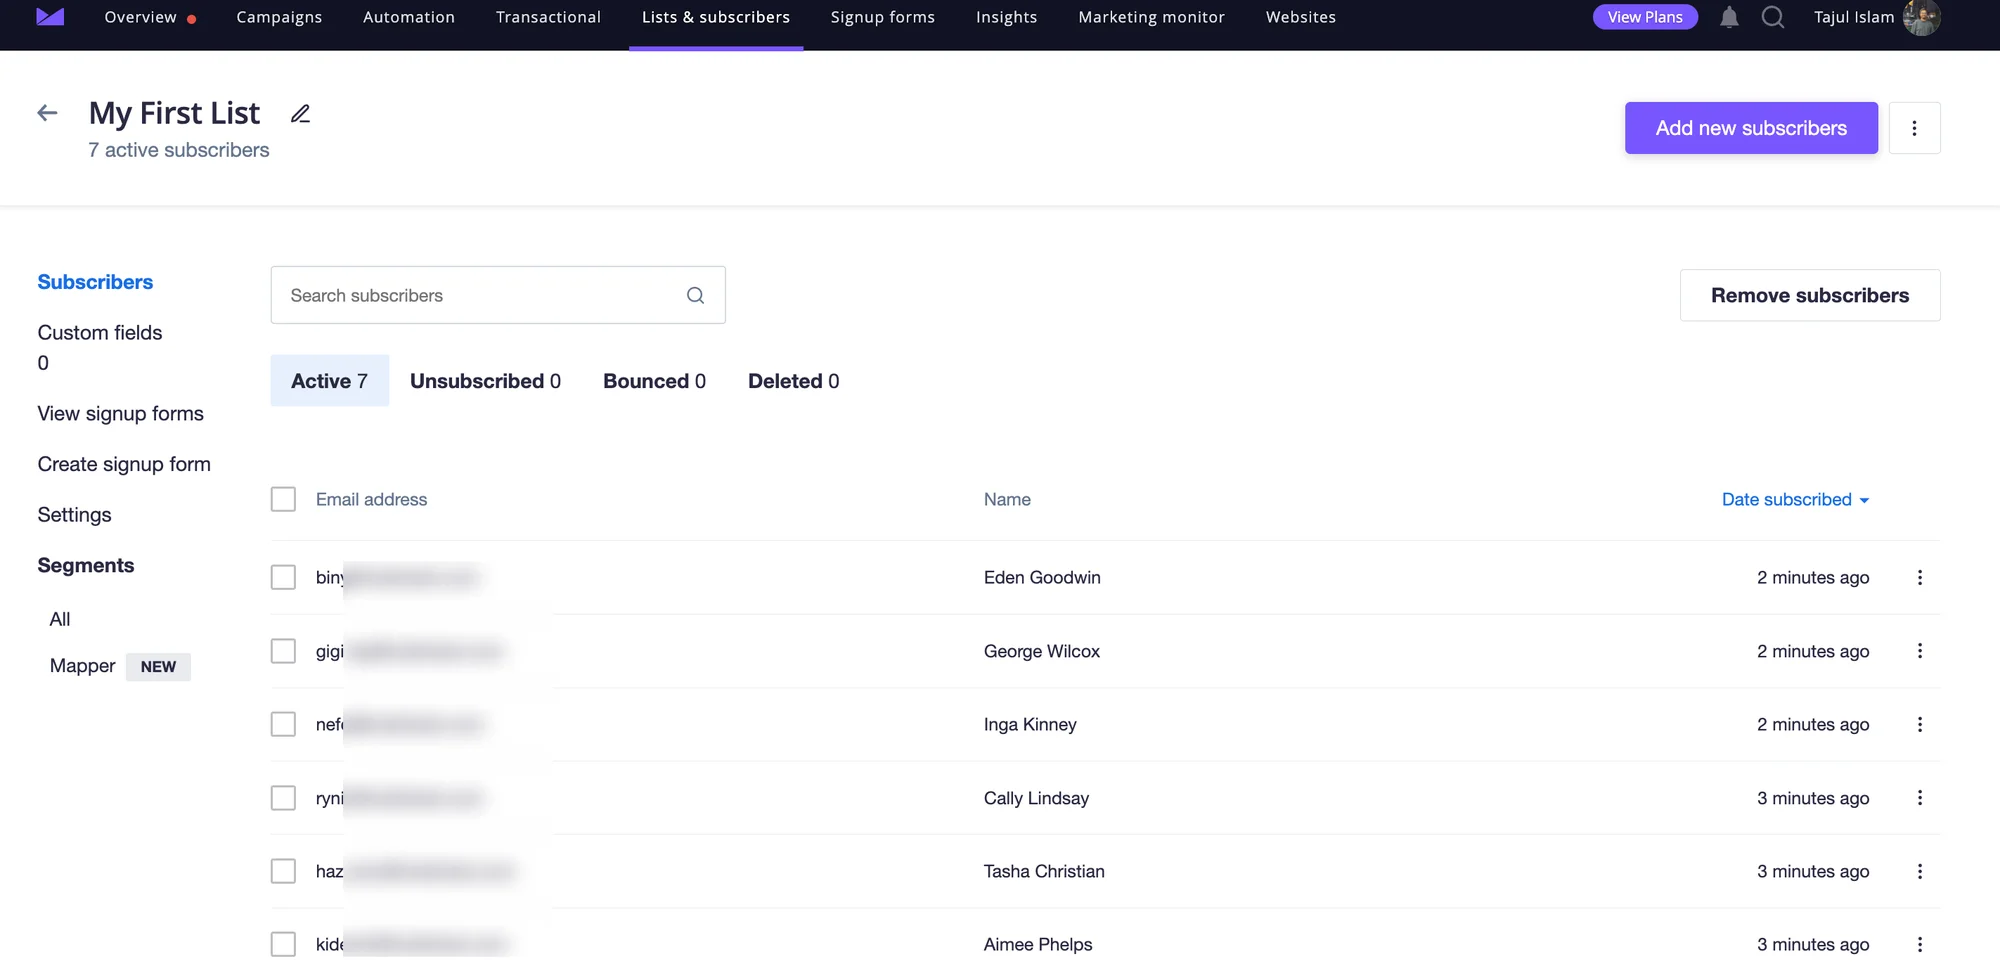 Overview Campaigns Automation Transactional Lists & subscribers Signup forms Insights Marketing monitor Websites View Plans Tajul Islam
My First List
7 active subscribers
Add new subscribers
Subscribers
Custom fields
0
View signup forms
Create signup form
Settings
Segments
All
Mapper NEW
Search subscribers
Remove subscribers
Active 7 Unsubscribed 0 Bounced 0 Deleted 0
Email address Name Date subscribed
Eden Goodwin 2 minutes ago
gigi George Wilcox 2 minutes ago
Inga Kinney 2 minutes ago
ryni Cally Lindsay 3 minutes ago
haz Tasha Christian 3 minutes ago
Aimee Phelps 3 minutes ago